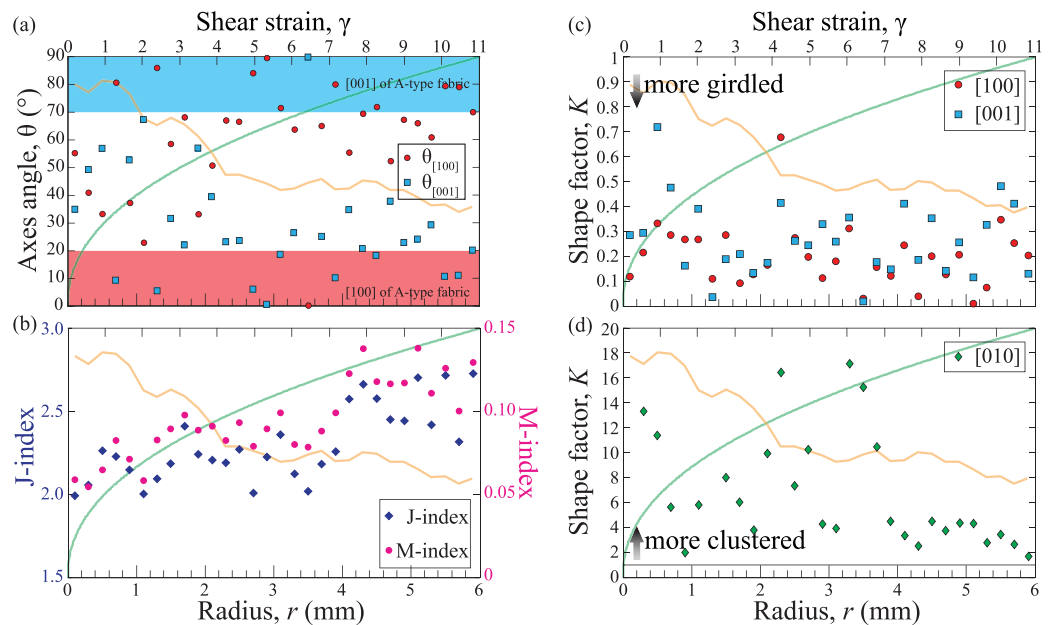 (a)
Shear strain, γ
0 1 2 3 4 5 6 7 8 9 10 11
90
80
70
60
50
40
30
20
10
0
Axes angle, θ (°)
[001] of A-type fabric
θ[100]
θ[001]
[100] of A-type fabric
(b)
3.0
2.5
2.0
1.5
J-index
0.15
0.10
0.05
0
M-index
J-index
M-index
0 1 2 3 4 5 6
Radius, r (mm)
(c)
Shear strain, γ
0 1 2 3 4 5 6 7 8 9 10 11
1
0.9
0.8
0.7
0.6
0.5
0.4
0.3
0.2
0.1
0
Shape factor, K
more girdled
[100]
[001]
(d)
20
18
16
14
12
10
8
6
4
2
0
Shape factor, K
[010]
more clustered
0 1 2 3 4 5 6
Radius, r (mm)